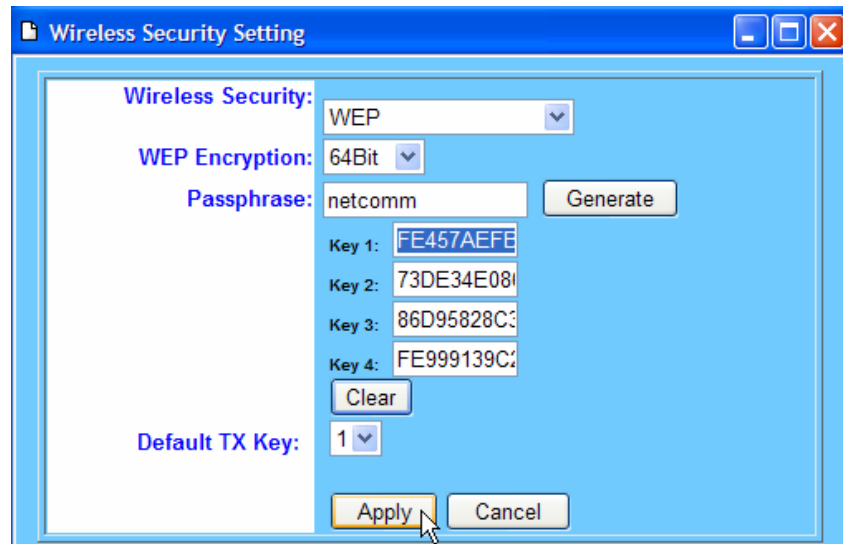 Wireless Security Setting
Wireless Security:
WEP
WEP Encryption: 64Bit
Passphrase: netcomm Generate
Key 1: FE457AEFE
Key 2: 73DE34E08
Key 3: 86D95828C
Key 4: FE999139C
Clear
Default TX Key: 1
Apply Cancel